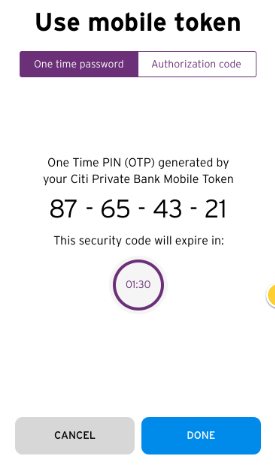 Use mobile token
One time password
Authorization code
One Time PIN (OTP) generated by
your Citi Private Bank Mobile Token
87 - 65 - 43 - 21
This security code will expire in:
01:30
CANCEL
DONE